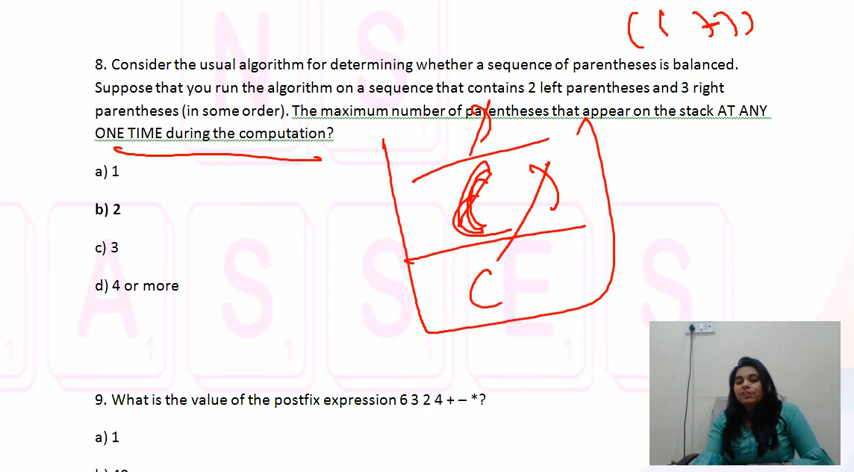 ( ( ) ) )
8. Consider the usual algorithm for determining whether a sequence of parentheses is balanced.
Suppose that you run the algorithm on a sequence that contains 2 left parentheses and 3 right
parentheses (in some order). The maximum number of parentheses that appear on the stack AT ANY
ONE TIME during the computation?
a) 1
b) 2
c) 3
d) 4 or more
9. What is the value of the postfix expression 6 3 2 4 + – *?
a) 1